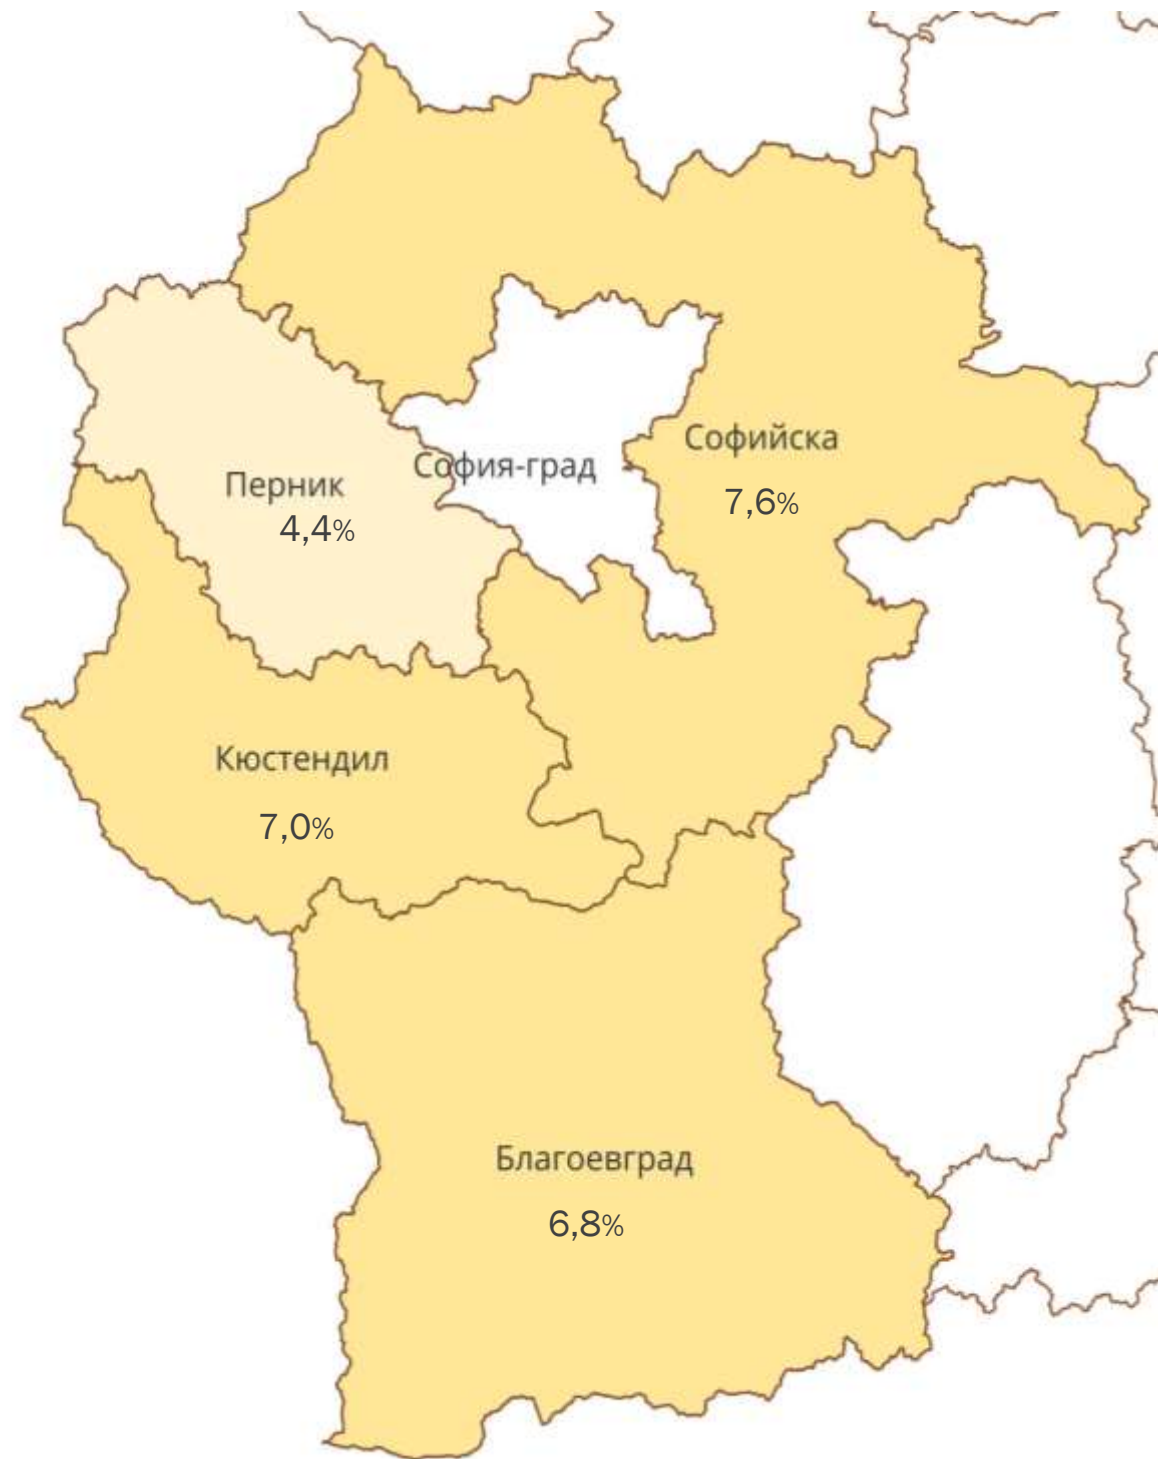 Софийска
7,6%
София-град
Перник
4,4%
Кюстендил
7,0%
Благоевград
6,8%